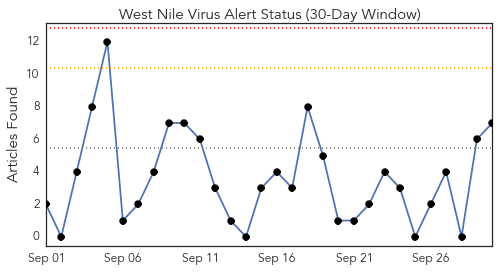 West Nile Virus Alert Status (30-Day Window)
Articles Found
12
10
8
6
4
2
0
Sep 01 Sep 06 Sep 11 Sep 16 Sep 21 Sep 26